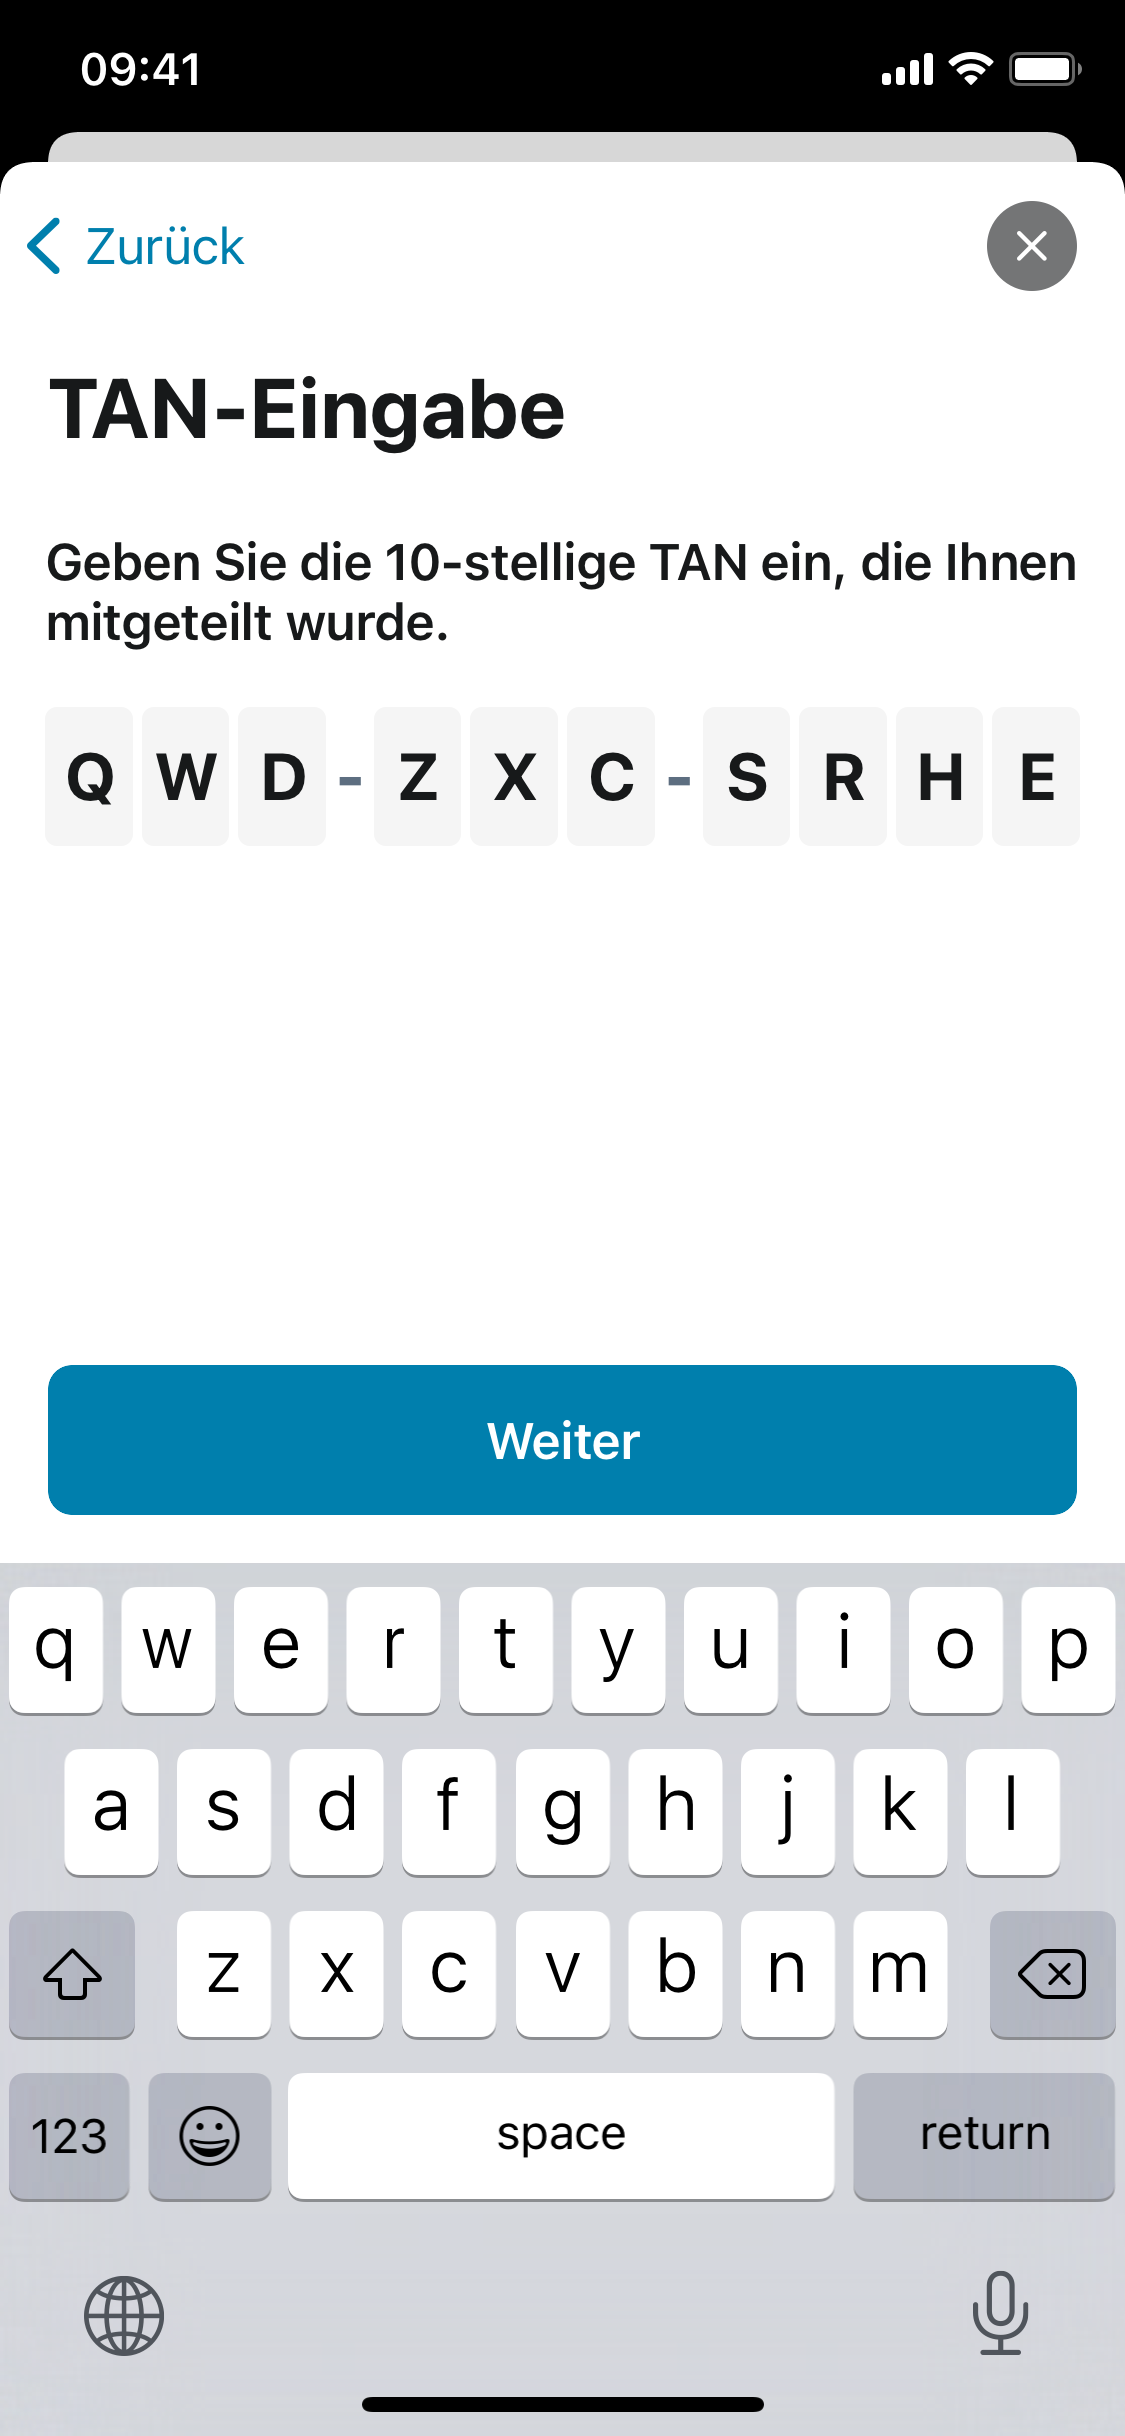 09:41
Zurück
TAN-Eingabe
Geben Sie die 10-stellige TAN ein, die Ihnen
mitgeteilt wurde.
Q W D - Z X C - S R H E
Weiter
q w e r t y u i o p
a s d f g h j k l
z x c v b n m
123 space return